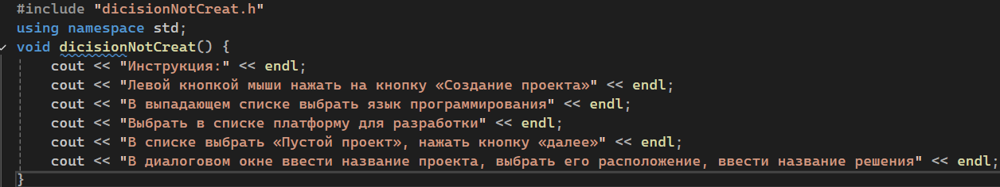 #include "dicisionNotCreat.h"
using namespace std;
void dicisionNotCreat() {
    cout << "Инструкция:" << endl;
    cout << "Левой кнопкой мыши нажать на кнопку «Создание проекта»" << endl;
    cout << "В выпадающем списке выбрать язык программирования" << endl;
    cout << "Выбрать в списке платформу для разработки" << endl;
    cout << "В списке выбрать «Пустой проект», нажать кнопку «далее»" << endl;
    cout << "В диалоговом окне ввести название проекта, выбрать его расположение, ввести название решения" << endl;
}